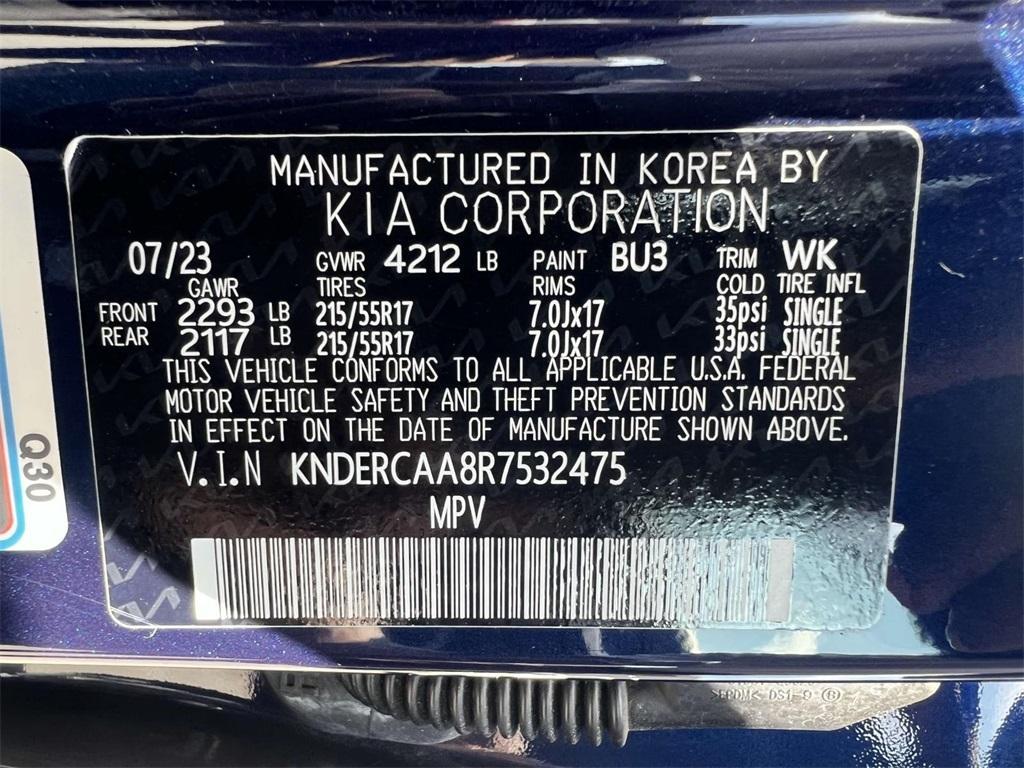 MANUFACTURED IN KOREA BY
KIA CORPORATION
07/23 GVWR 4212 LB PAINT BU3 TRIM WK
GAWR TIRES RIMS COLD TIRE INFL
FRONT 2293 LB 215/55R17 7.0Jx17 35psi SINGLE
REAR 2117 LB 215/55R17 7.0Jx17 33psi SINGLE
THIS VEHICLE CONFORMS TO ALL APPLICABLE U.S.A. FEDERAL
MOTOR VEHICLE SAFETY AND THEFT PREVENTION STANDARDS
IN EFFECT ON THE DATE OF MANUFACTURE SHOWN ABOVE.
V.I.N KNDERCAA8R7532475
MPV
Q30
>EPDM< DS1-9